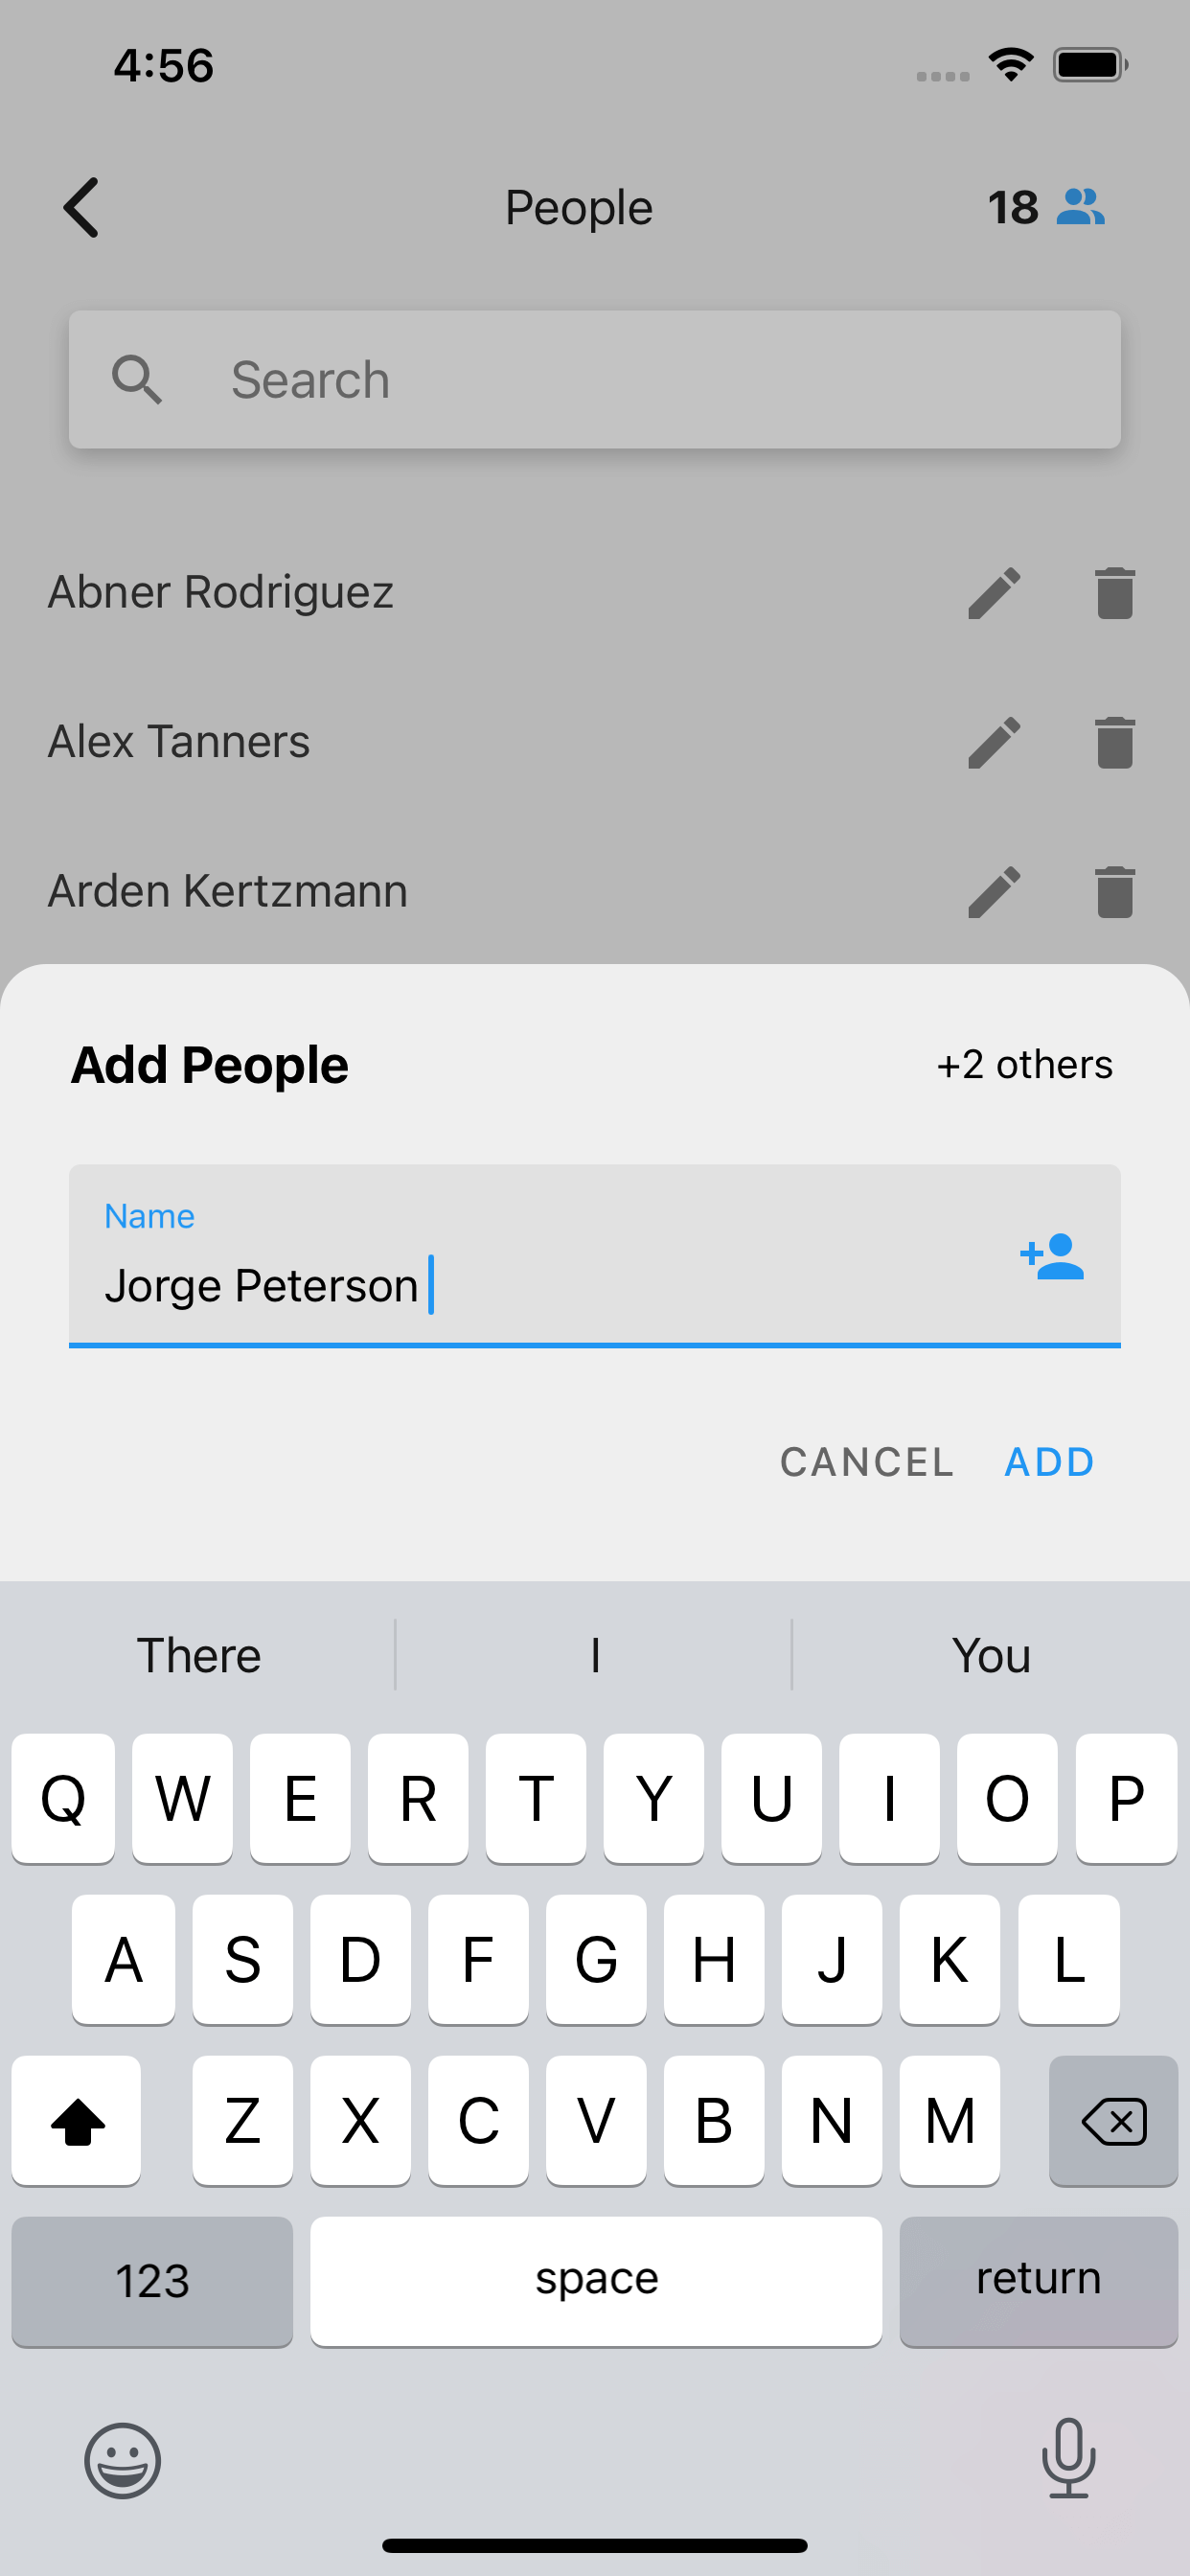 4:56
People 18
Search
Abner Rodriguez
Alex Tanners
Arden Kertzmann
Add People +2 others
Name
Jorge Peterson
CANCEL ADD
There I You
Q W E R T Y U I O P
A S D F G H J K L
Z X C V B N M
123 space return